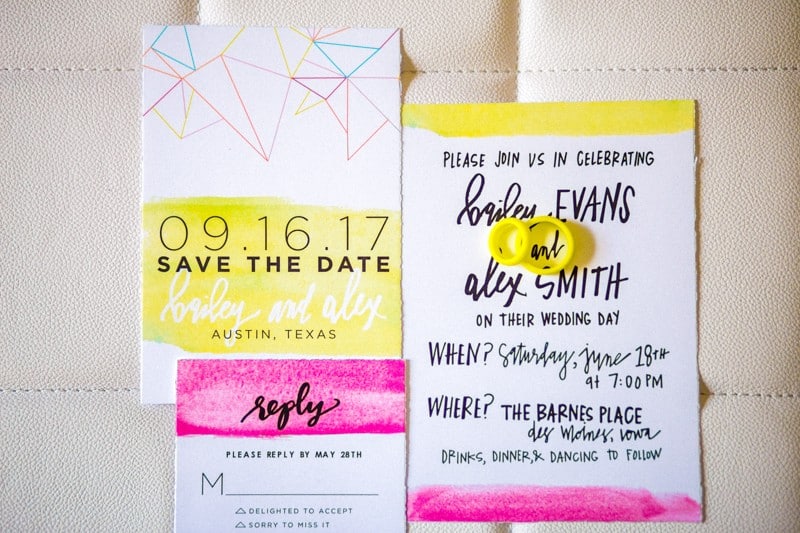 09.16.17
SAVE THE DATE
bailey and alex
AUSTIN, TEXAS
reply
PLEASE REPLY BY MAY 28TH
M
DELIGHTED TO ACCEPT
SORRY TO MISS IT
PLEASE JOIN US IN CELEBRATING
bailey EVANS
and
alex SMITH
ON THEIR WEDDING DAY
WHEN? Saturday, june 18TH
at 7:00 PM
WHERE? THE BARNES PLACE
des Moines, iowa
DRINKS, DINNER, & DANCING TO FOLLOW